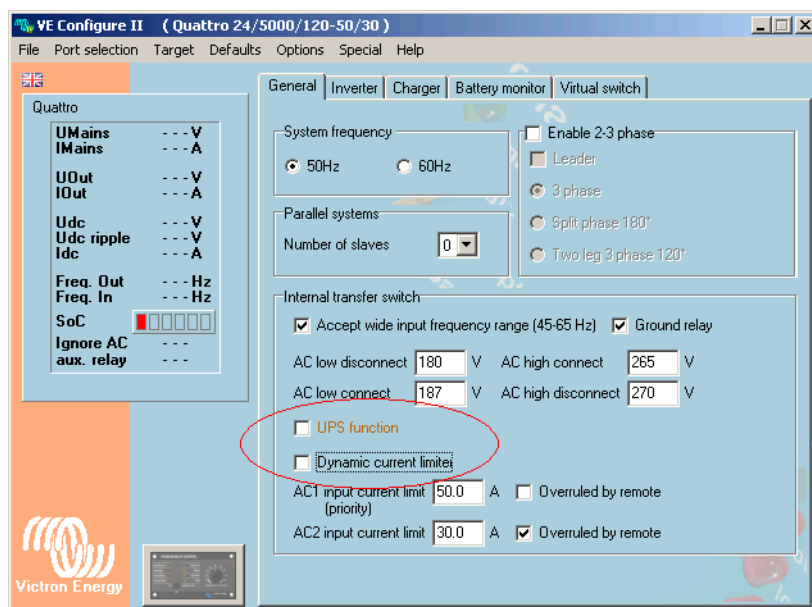 VE Configure II ( Quattro 24/5000/120-50/30 )
File Port selection Target Defaults Options Special Help
General Inverter Charger Battery monitor Virtual switch
Quattro
UMains - - - V
IMains - - - A
UOut - - - V
IOut - - - A
Udc - - - V
Udc ripple - - - V
Idc - - - A
Freq. Out - - - Hz
Freq. In - - - Hz
SoC
Ignore AC - - -
aux. relay - - -
System frequency
50Hz 60Hz
Parallel systems
Number of slaves 0
Enable 2-3 phase
Leader
3 phase
Split phase 180°
Two leg 3 phase 120°
Internal transfer switch
Accept wide input frequency range (45-65 Hz) Ground relay
AC low disconnect 180 V AC high connect 265 V
AC low connect 187 V AC high disconnect 270 V
UPS function
Dynamic current limiter
AC1 input current limit 50.0 A Overruled by remote
(priority)
AC2 input current limit 30.0 A Overruled by remote
Victron Energy